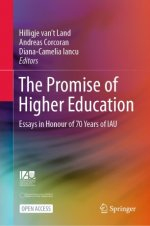 Hilligje van't Land
Andreas Corcoran
Diana-Camelia Iancu
Editors
The Promise of
Higher Education
Essays in Honour of 70 Years of IAU
IAU
OPEN ACCESS
Springer